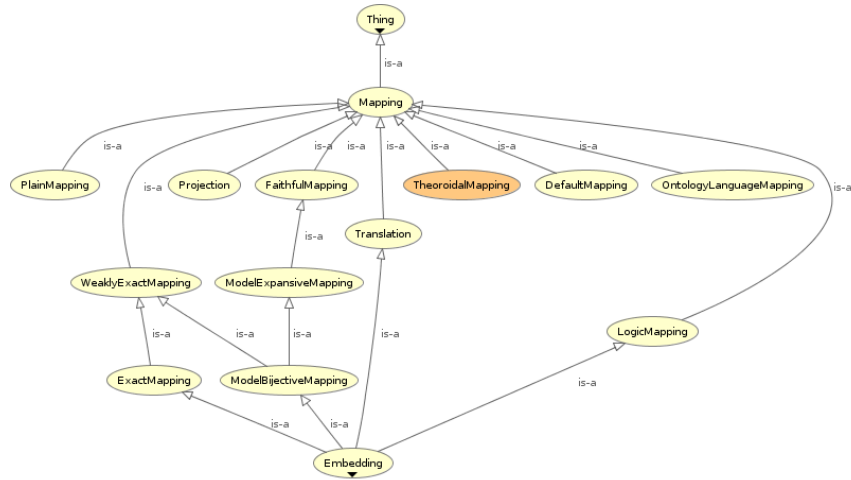 Thing
is-a
Mapping
is-a
is-a
is-a
is-a
is-a
is-a
is-a
is-a
is-a
PlainMapping
Projection
FaithfulMapping
TheoroidalMapping
DefaultMapping
OntologyLanguageMapping
Translation
is-a
WeaklyExactMapping
ModelExpansiveMapping
LogicMapping
is-a
is-a
is-a
is-a
ExactMapping
ModelBijectiveMapping
is-a
is-a
is-a
Embedding